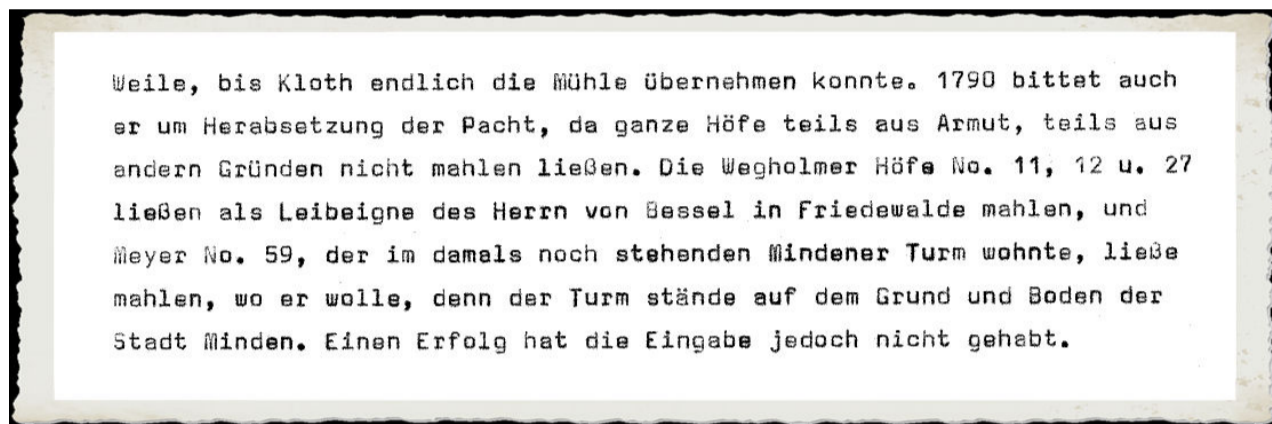 Weile, bis Kloth endlich die Mühle übernehmen konnte. 1790 bittet auch
er um Herabsetzung der Pacht, da ganze Höfe teils aus Armut, teils aus
andern Gründen nicht mahlen ließen. Die Wegholmer Höfe No. 11, 12 u. 27
ließen als Leibeigne des Herrn von Bessel in Friedewalde mahlen, und
Meyer No. 59, der im damals noch stehenden Mindener Turm wohnte, ließe
mahlen, wo er wolle, denn der Turm stände auf dem Grund und Boden der
Stadt Minden. Einen Erfolg hat die Eingabe jedoch nicht gehabt.